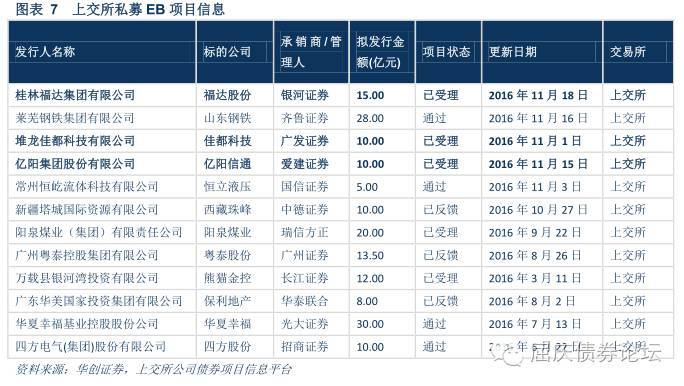 图表 7 上交所私募 EB 项目信息
发行人名称 标的公司 承销商/管理人 拟发行金额(亿元) 项目状态 更新日期 交易所
桂林福达集团有限公司 福达股份 银河证券 15.00 已受理 2016 年 11 月 18 日 上交所
莱芜钢铁集团有限公司 山东钢铁 齐鲁证券 28.00 通过 2016 年 11 月 16 日 上交所
堆龙佳都科技有限公司 佳都科技 广发证券 10.00 已受理 2016 年 11 月 1 日 上交所
亿阳集团股份有限公司 亿阳信通 爱建证券 10.00 已受理 2016 年 11 月 15 日 上交所
常州恒屹流体科技有限公司 恒立液压 国信证券 5.00 通过 2016 年 11 月 3 日 上交所
新疆塔城国际资源有限公司 西藏珠峰 中德证券 10.00 已反馈 2016 年 10 月 27 日 上交所
阳泉煤业（集团）有限责任公司 阳泉煤业 瑞信方正 20.00 已受理 2016 年 9 月 22 日 上交所
广州粤泰控股集团有限公司 粤泰股份 广州证券 13.50 已反馈 2016 年 8 月 26 日 上交所
万载县银河湾投资有限公司 熊猫金控 长江证券 12.00 已受理 2016 年 3 月 11 日 上交所
广东华美国家投资集团有限公司 保利地产 华泰联合 8.00 已反馈 2016 年 8 月 2 日 上交所
华夏幸福基业控股股份公司 华夏幸福 光大证券 30.00 通过 2016 年 7 月 13 日 上交所
四方电气(集团)股份有限公司 四方股份 招商证券 10.00 通过 2016 年 5 月 27 日 上交所
屈庆债券论坛
资料来源：华创证券，上交所公司债券项目信息平台